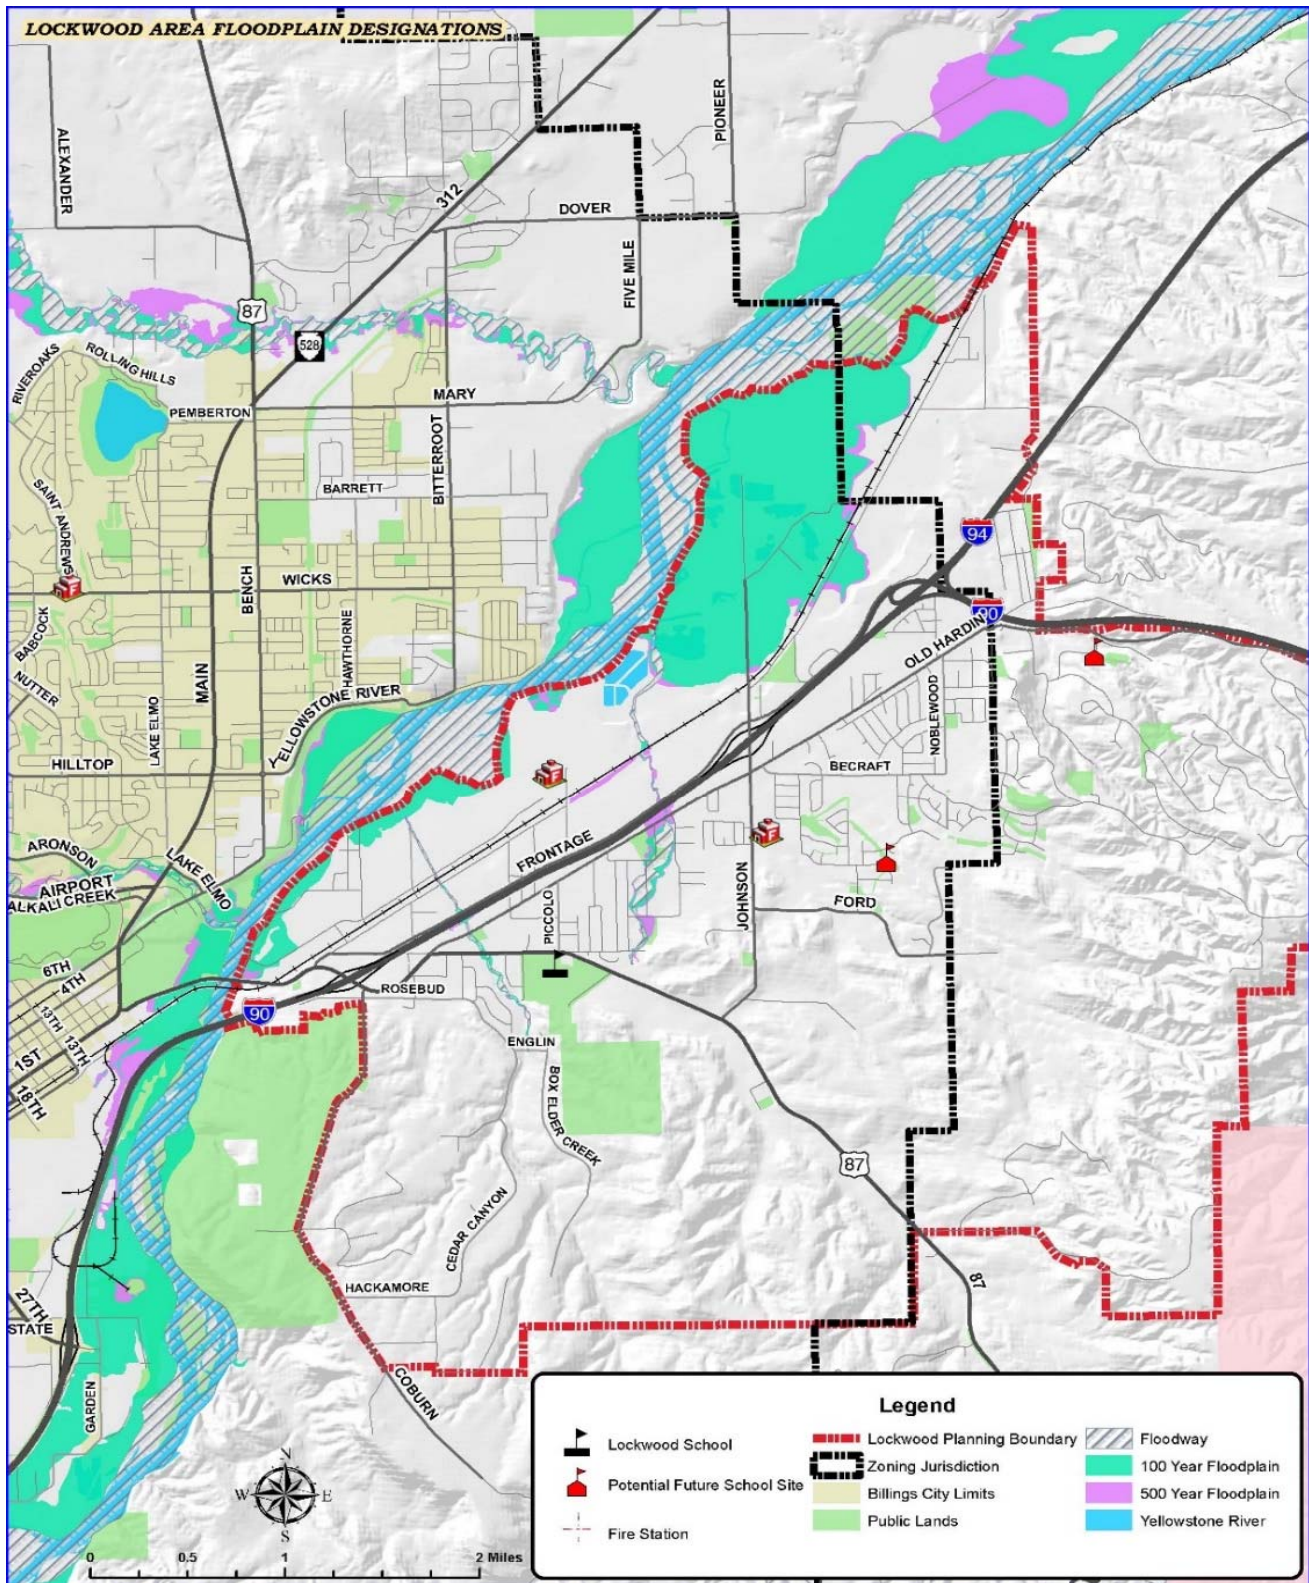 LOCKWOOD AREA FLOODPLAIN DESIGNATIONS
ALEXANDER
PIONEER
312
DOVER
FIVE MILE
87
528
RIVEROAKS
ROLLING HILLS
PEMBERTON
MARY
BITTERROOT
BARRETT
SAINT ANDREWS
94
WICKS
BENCH
90
OLD HARDIN
BABCOCK
HAWTHORNE
NUTTER
MAIN
LAKE ELMO
YELLOWSTONE RIVER
NOBLEWOOD
HILLTOP
BECRAFT
FRONTAGE
ARONSON
LAKE ELMO
AIRPORT
ALKALI CREEK
PICCOLO
JOHNSON
FORD
6TH
4TH
ROSEBUD
13TH
90
13TH
1ST
18TH
ENGLIN
BOX ELDER CREEK
87
CEDAR CANYON
HACKAMORE
87
27TH
STATE
GARDEN
COBURN
Legend
Lockwood School
Potential Future School Site
Fire Station
Lockwood Planning Boundary
Zoning Jurisdiction
Billings City Limits
Public Lands
Floodway
100 Year Floodplain
500 Year Floodplain
Yellowstone River
N
W E
S
0 0.5 1 2 Miles